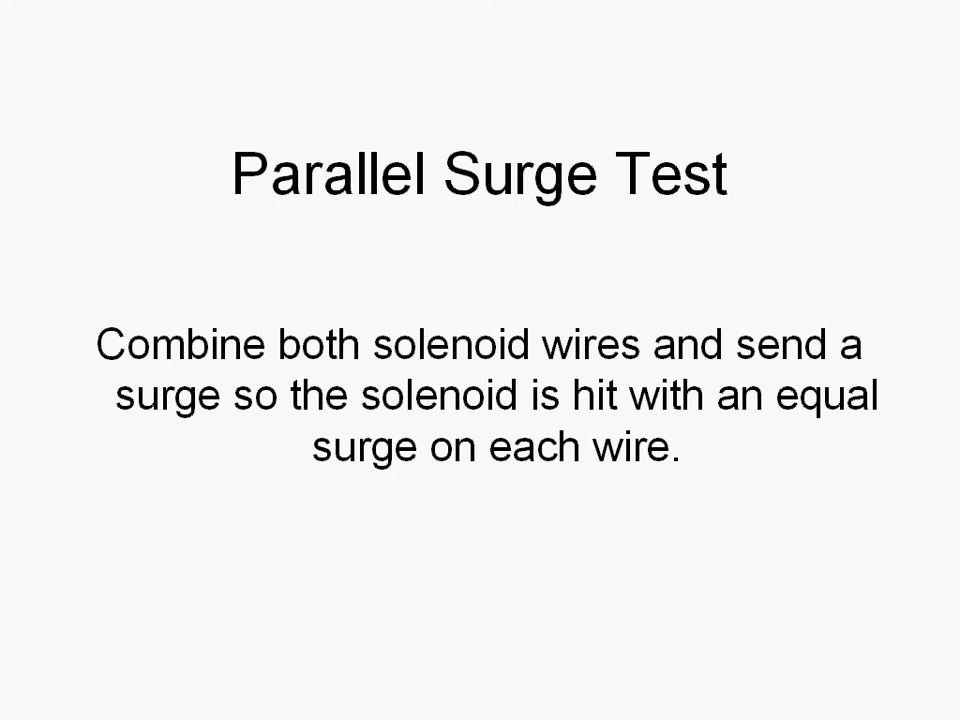 Parallel Surge Test
Combine both solenoid wires and send a
surge so the solenoid is hit with an equal
surge on each wire.